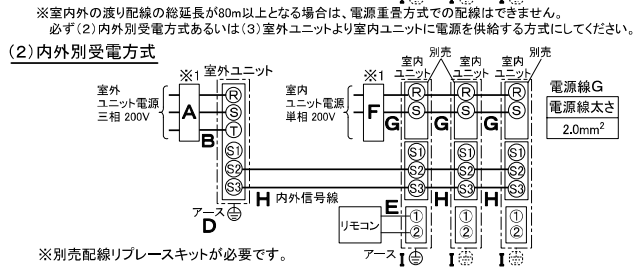 ※室内外の渡り配線の総延長が80m以上となる場合は、電源重畳方式での配線はできません。
必ず(2)内外別受電方式あるいは(3)室外ユニットより室内ユニットに電源を供給する方式にしてください。
(2)内外別受電方式
※1
室外ユニット
室外
ユニット電源
三相 200V
A
B
R
S
T
S1
S2
S3
アース
D
H 内外信号線
※1
室内
ユニット電源
単相 200V
F
室内
ユニット
別売
室内
ユニット
室内
ユニット
別売
R
R
R
G
S
G
S
G
S
S1
S1
S1
S2
S2
S2
S3
H
S3
H
S3
E
リモコン
①
①
①
②
②
②
アース
I
I
I
電源線G
電源線太さ
2.0mm²
※別売配線リプレースキットが必要です。